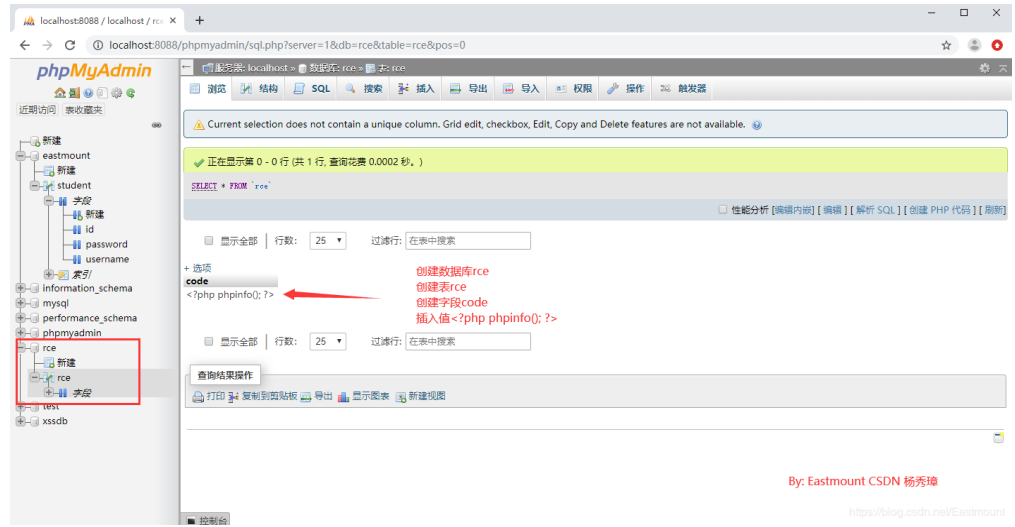 localhost:8088 / localhost / rce
localhost:8088/phpmyadmin/sql.php?server=1&db=rce&table=rce&pos=0
phpMyAdmin
近期访问 表收藏夹
新建
eastmount
新建
student
字段
新建
id
password
username
索引
information_schema
mysql
performance_schema
phpmyadmin
rce
新建
rce
字段
test
xssdb
服务器: localhost » 数据库: rce » 表: rce
浏览 结构 SQL 搜索 插入 导出 导入 权限 操作 触发器
Current selection does not contain a unique column. Grid edit, checkbox, Edit, Copy and Delete features are not available.
正在显示第 0 - 0 行 (共 1 行, 查询花费 0.0002 秒。)
SELECT * FROM `rce`
性能分析 [编辑内嵌] [ 编辑 ] [ 解析 SQL ] [ 创建 PHP 代码 ] [ 刷新]
显示全部 行数: 25 过滤行: 在表中搜索
+ 选项
code
<?php phpinfo(); ?>
创建数据库rce
创建表rce
创建字段code
插入值<?php phpinfo(); ?>
显示全部 行数: 25 过滤行: 在表中搜索
查询结果操作
打印 复制到剪贴板 导出 显示图表 新建视图
By: Eastmount CSDN 杨秀璋
https://blog.csdn.net/Eastmount
控制台